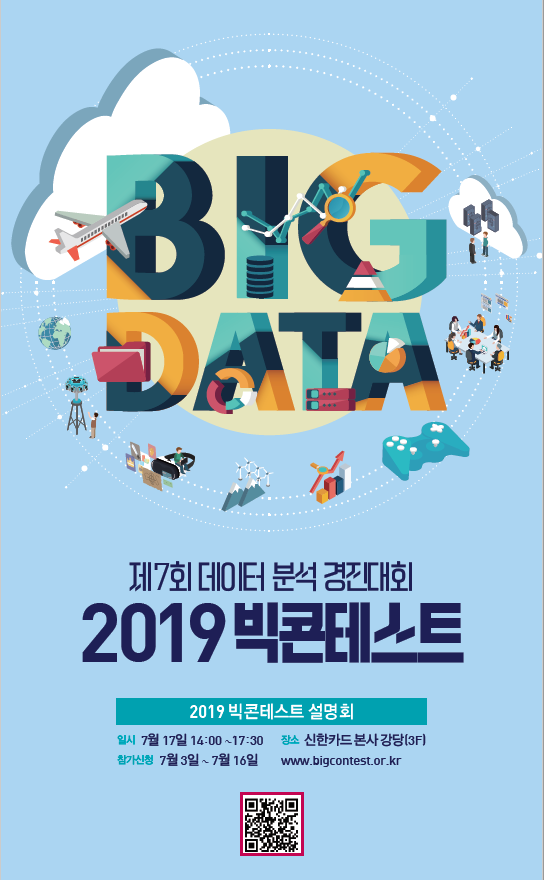 BIG
DATA
제7회 데이터 분석 경진대회
2019 빅콘테스트
2019 빅콘테스트 설명회
일시 7월 17일 14:00 ~17:30 장소 신한카드 본사 강당(3F)
참가신청 7월 3일 ~ 7월 16일 www.bigcontest.or.kr